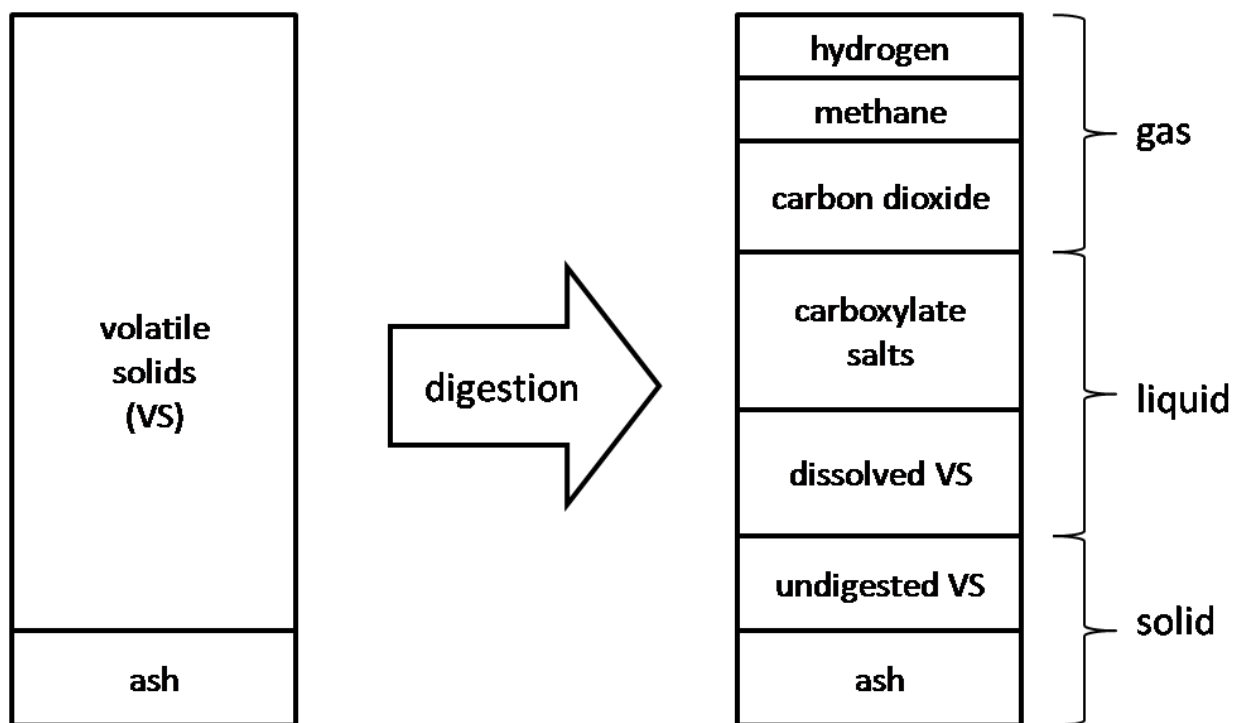 volatile
solids
(VS)
ash
digestion
hydrogen
methane
carbon dioxide
carboxylate
salts
dissolved VS
undigested VS
ash
gas
liquid
solid